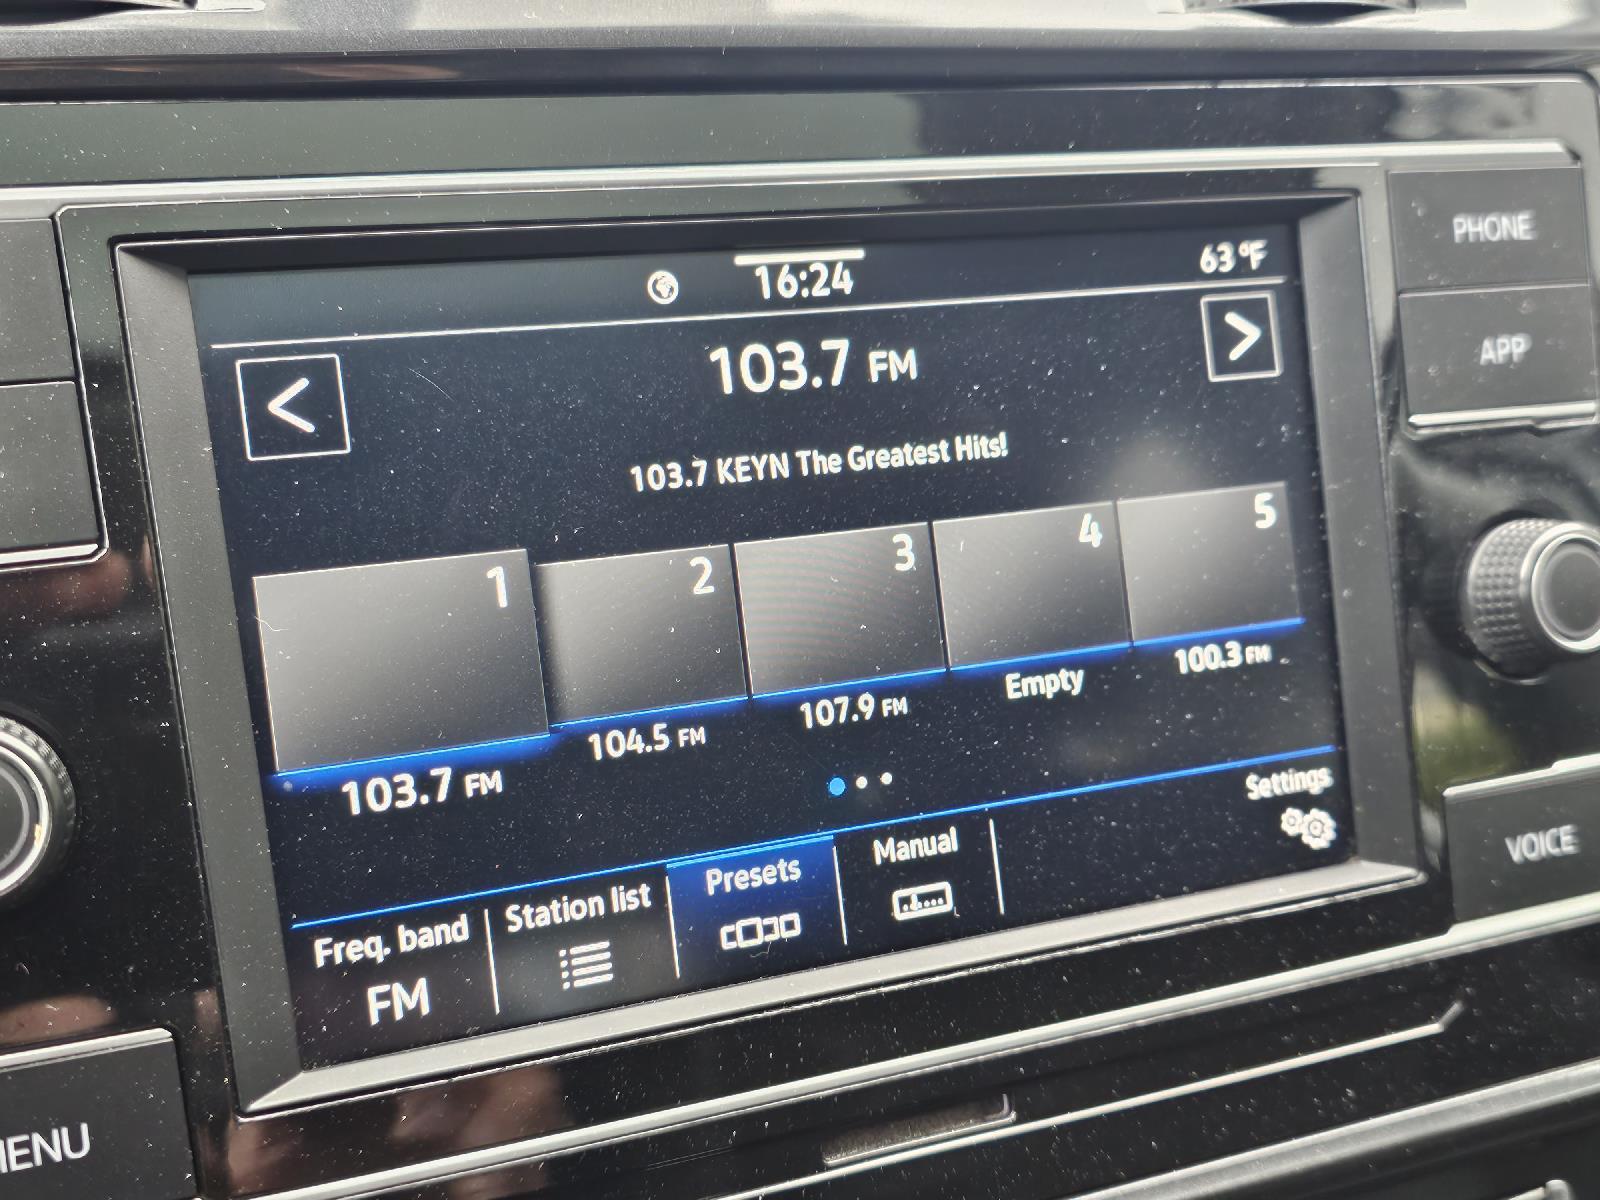 16:24
63°F
PHONE
APP
103.7 FM
103.7 KEYN The Greatest Hits!
1
2
3
4
5
103.7 FM
104.5 FM
107.9 FM
Empty
100.3 FM
Settings
VOICE
Freq. band
FM
Station list
Presets
Manual
MENU